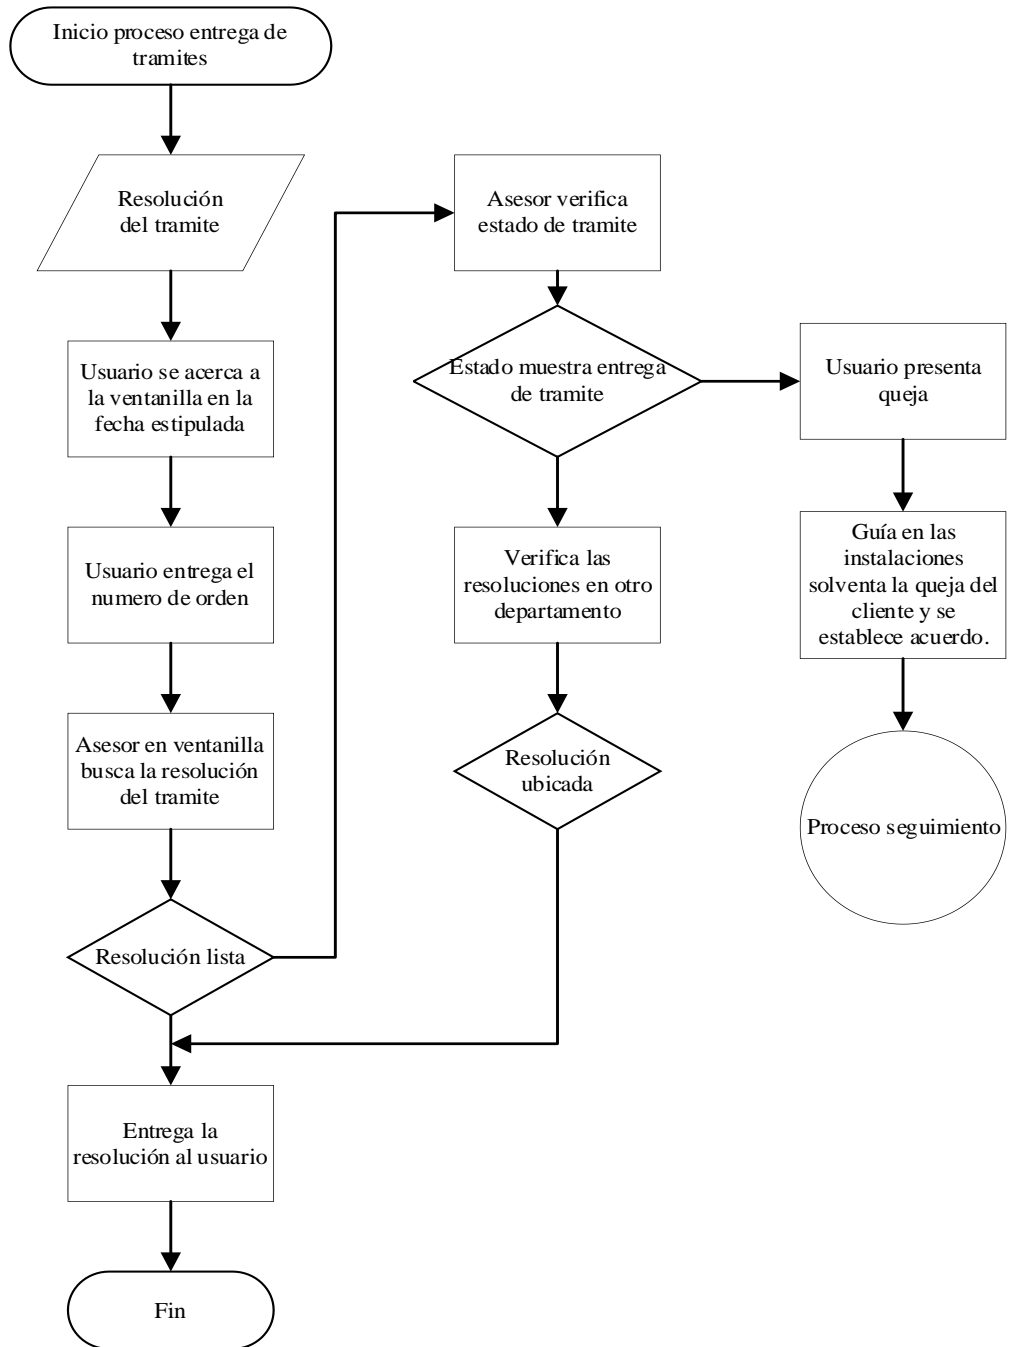 Inicio proceso entrega de
tramites
Resolución
del tramite
Usuario se acerca a
la ventanilla en la
fecha estipulada
Usuario entrega el
numero de orden
Asesor en ventanilla
busca la resolución
del tramite
Resolución lista
Entrega la
resolución al usuario
Fin
Asesor verifica
estado de tramite
Estado muestra entrega
de tramite
Verifica las
resoluciones en otro
departamento
Resolución
ubicada
Usuario presenta
queja
Guía en las
instalaciones
solventa la queja del
cliente y se
establece acuerdo.
Proceso seguimiento